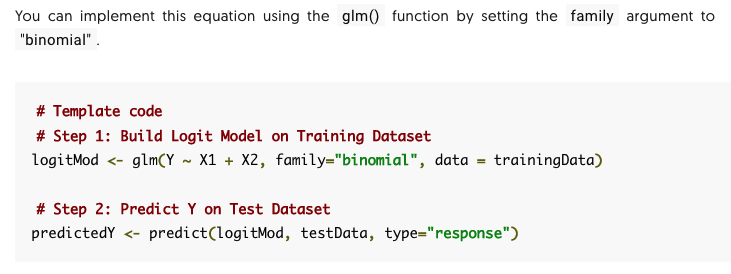 You can implement this equation using the glm() function by setting the family argument to
"binomial" .
# Template code
# Step 1: Build Logit Model on Training Dataset
logitMod <- glm(Y ~ X1 + X2, family="binomial", data = trainingData)
# Step 2: Predict Y on Test Dataset
predictedY <- predict(logitMod, testData, type="response")